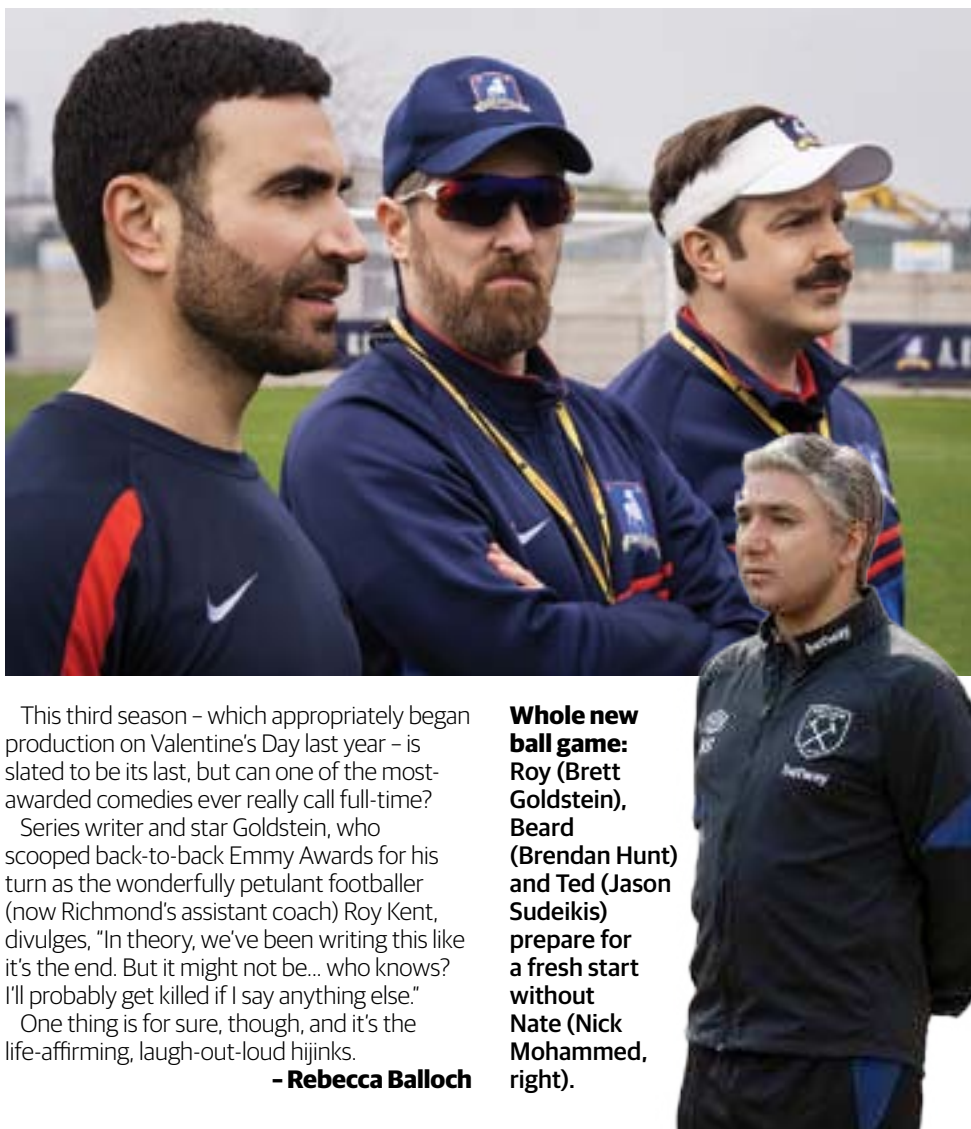 betway
betway
This third season – which appropriately began
production on Valentine's Day last year – is
slated to be its last, but can one of the most-
awarded comedies ever really call full-time?
Series writer and star Goldstein, who
scooped back-to-back Emmy Awards for his
turn as the wonderfully petulant footballer
(now Richmond's assistant coach) Roy Kent,
divulges, "In theory, we've been writing this like
it's the end. But it might not be... who knows?
I'll probably get killed if I say anything else."
One thing is for sure, though, and it's the
life-affirming, laugh-out-loud hijinks.
– Rebecca Balloch
Whole new
ball game:
Roy (Brett
Goldstein),
Beard
(Brendan Hunt)
and Ted (Jason
Sudeikis)
prepare for
a fresh start
without
Nate (Nick
Mohammed,
right).